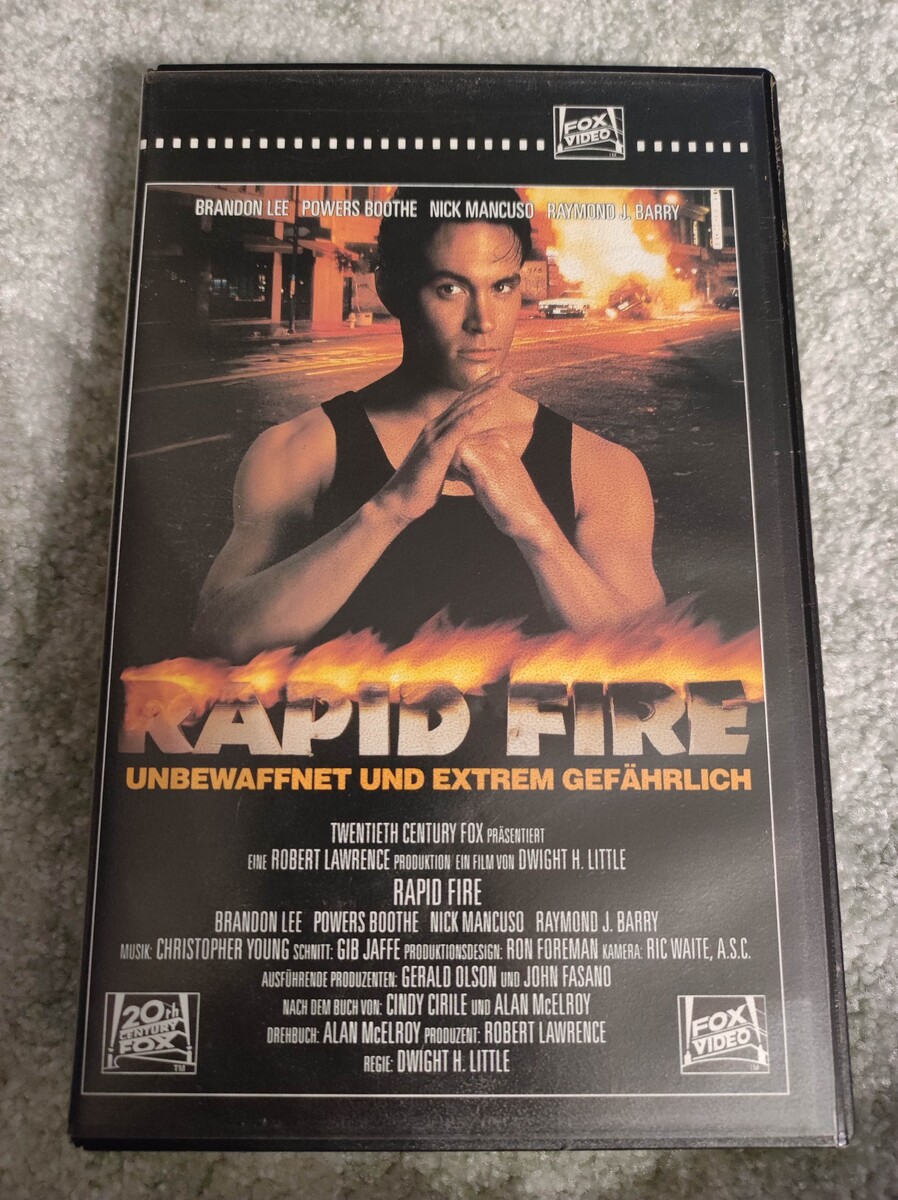 FOX
VIDEO
BRANDON LEE POWERS BOOTHE NICK MANCUSO RAYMOND J. BARRY
RAPID FIRE
UNBEWAFFNET UND EXTREM GEFÄHRLICH
TWENTIETH CENTURY FOX PRÄSENTIERT
EINE ROBERT LAWRENCE PRODUKTION EIN FILM VON DWIGHT H. LITTLE
RAPID FIRE
BRANDON LEE POWERS BOOTHE NICK MANCUSO RAYMOND J. BARRY
MUSIK: CHRISTOPHER YOUNG SCHNITT: GIB JAFFE PRODUKTIONSDESIGN: RON FOREMAN KAMERA: RIC WAITE, A.S.C.
AUSFÜHRENDE PRODUZENTEN: GERALD OLSON UND JOHN FASANO
NACH DEM BUCH VON: CINDY CIRILE UND ALAN McELROY
DREHBUCH: ALAN McELROY PRODUZENT: ROBERT LAWRENCE
REGIE: DWIGHT H. LITTLE
20th
CENTURY
FOX
TM
FOX
VIDEO